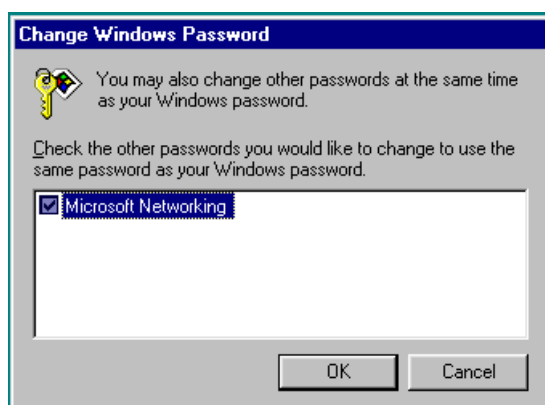 Change Windows Password
You may also change other passwords at the same time
as your Windows password.
Check the other passwords you would like to change to use the
same password as your Windows password.
Microsoft Networking
OK
Cancel